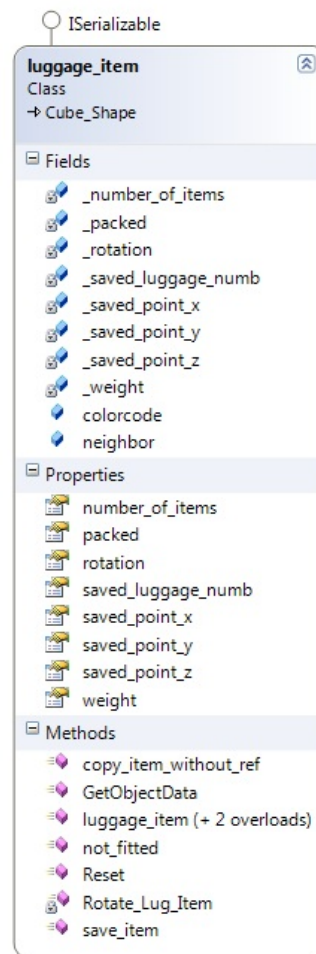 ISerializable
luggage_item
Class
Cube_Shape
Fields
_number_of_items
_packed
_rotation
_saved_luggage_numb
_saved_point_x
_saved_point_y
_saved_point_z
_weight
colorcode
neighbor
Properties
number_of_items
packed
rotation
saved_luggage_numb
saved_point_x
saved_point_y
saved_point_z
weight
Methods
copy_item_without_ref
GetObjectData
luggage_item (+ 2 overloads)
not_fitted
Reset
Rotate_Lug_Item
save_item